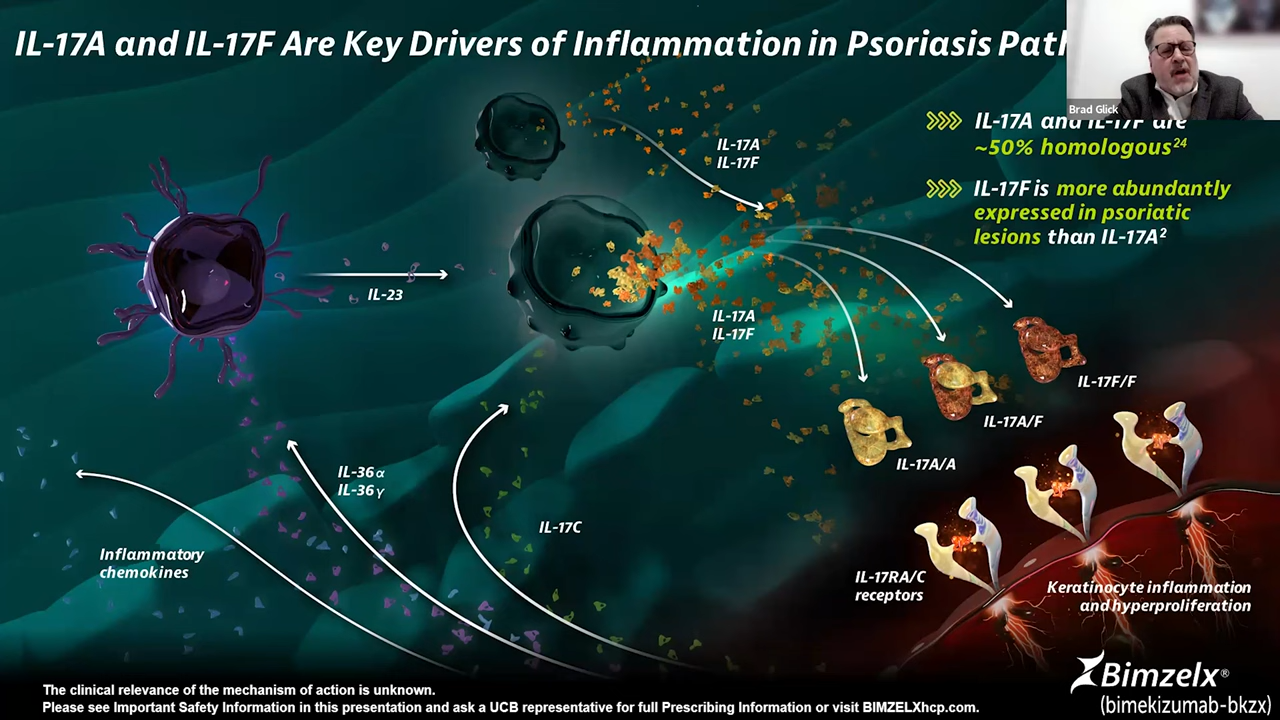 IL-17A and IL-17F Are Key Drivers of Inflammation in Psoriasis
Brad Glick
IL-17A and IL-17F are
~50% homologous24
IL-17F is more abundantly
expressed in psoriatic
lesions than IL-17A2
IL-17A
IL-17F
IL-23
IL-17A
IL-17F
IL-17F/F
IL-17A/F
IL-17A/A
IL-36α
IL-36γ
IL-17C
Inflammatory
chemokines
IL-17RA/C
receptors
Keratinocyte inflammation
and hyperproliferation
Bimzelx®
(bimekizumab-bkzx)
The clinical relevance of the mechanism of action is unknown.
Please see Important Safety Information in this presentation and ask a UCB representative for full Prescribing Information or visit BIMZELXhcp.com.